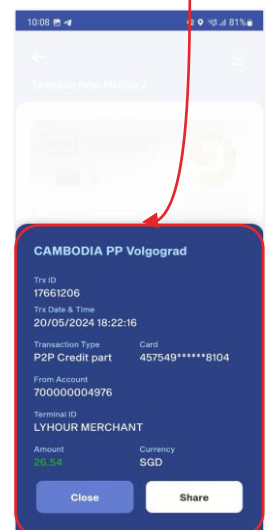 10:08
81%
Transaction History
CAMBODIA PP Volgograd
Trx ID
17661206
Trx Date & Time
20/05/2024 18:22:16
Transaction Type Card
P2P Credit part 457549******8104
From Account
700000004976
Terminal ID
LYHOUR MERCHANT
Amount Currency
26.54 SGD
Close Share